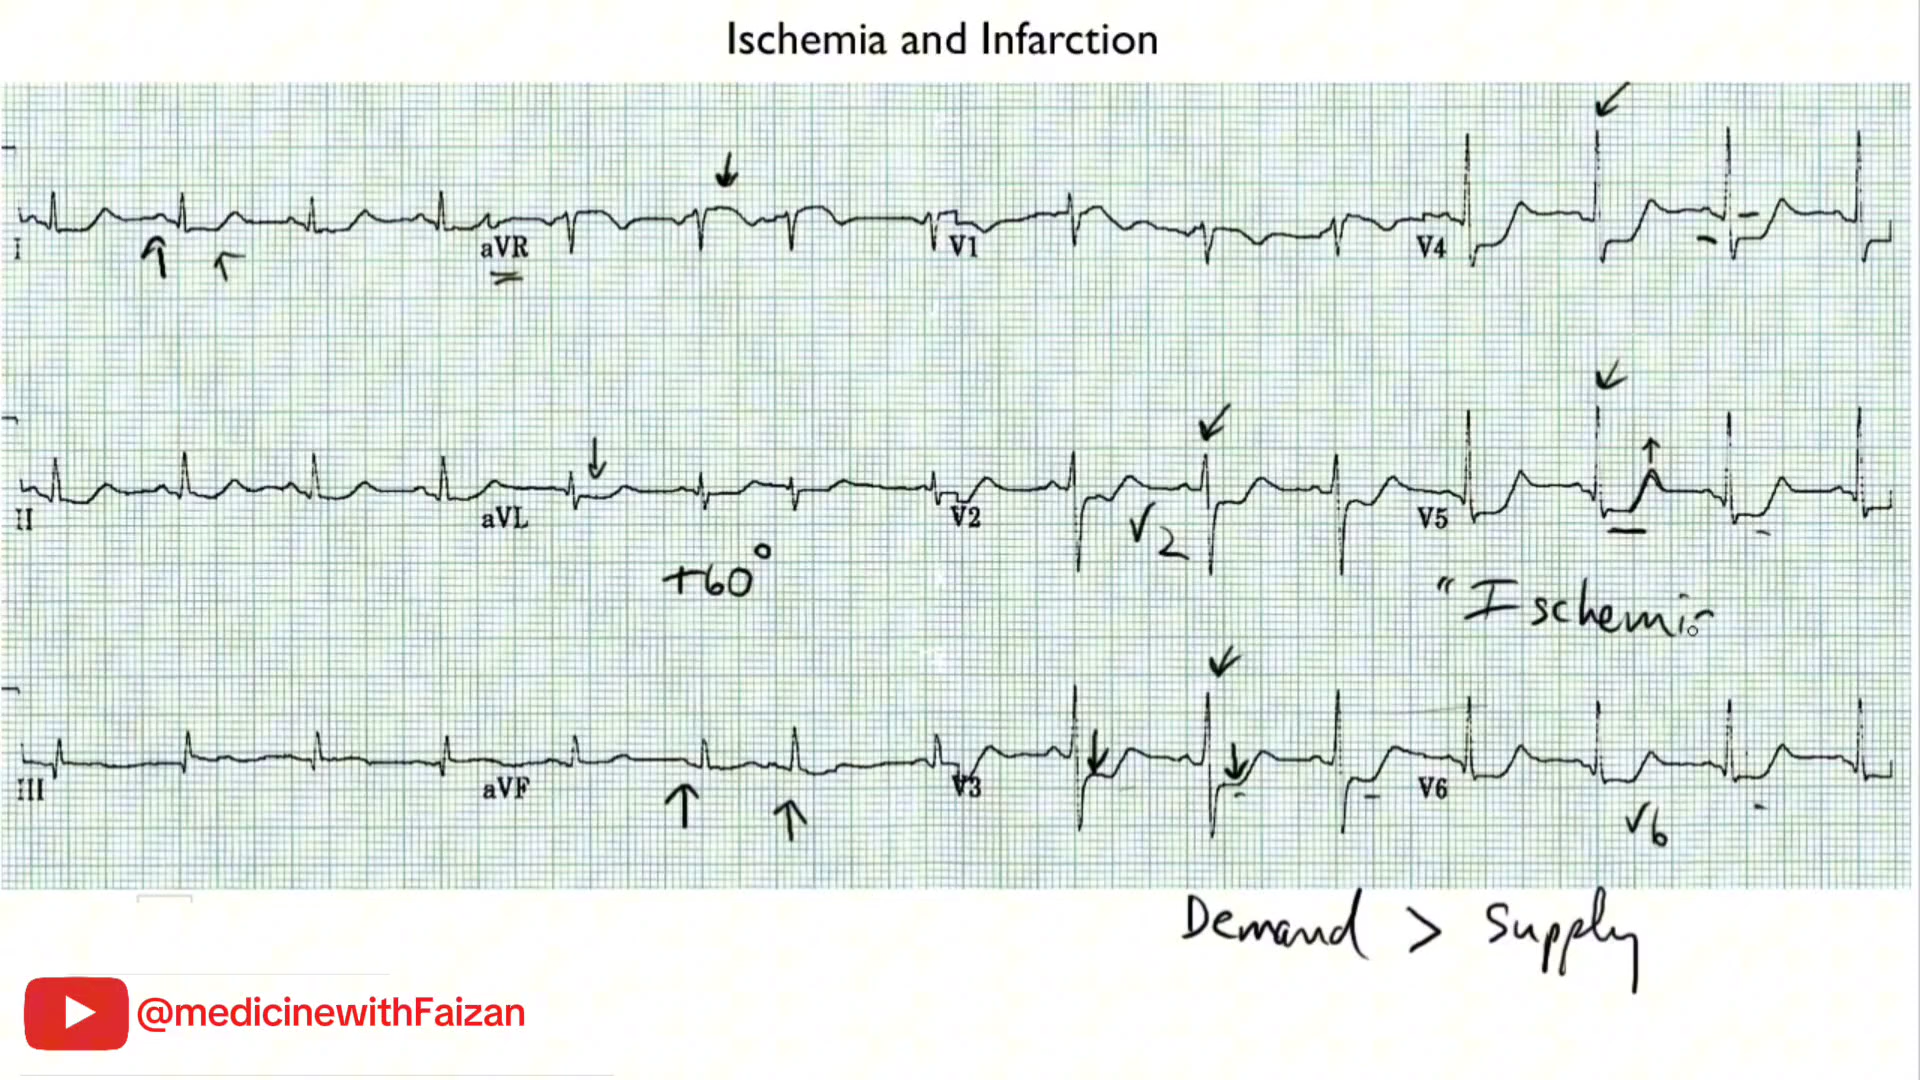 Ischemia and Infarction
I
aVR
V1
V4
II
aVL
V2
V2
V5
+60°
"Ischemia
III
aVF
V3
V6
V6
Demand > Supply
@medicinewithFaizan